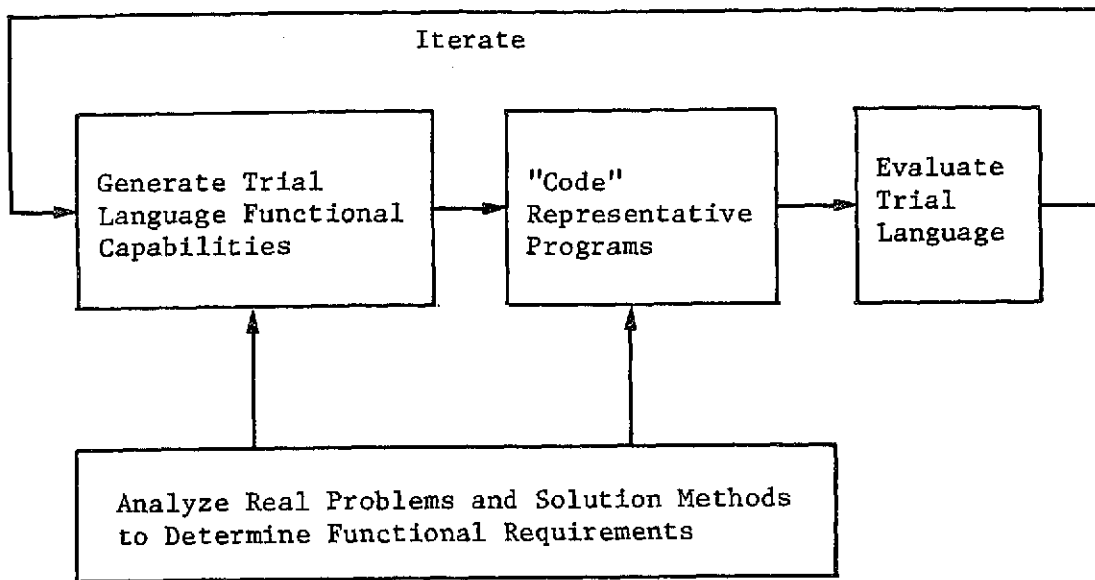 Iterate
Generate Trial
Language Functional
Capabilities
"Code"
Representative
Programs
Evaluate
Trial
Language
Analyze Real Problems and Solution Methods
to Determine Functional Requirements